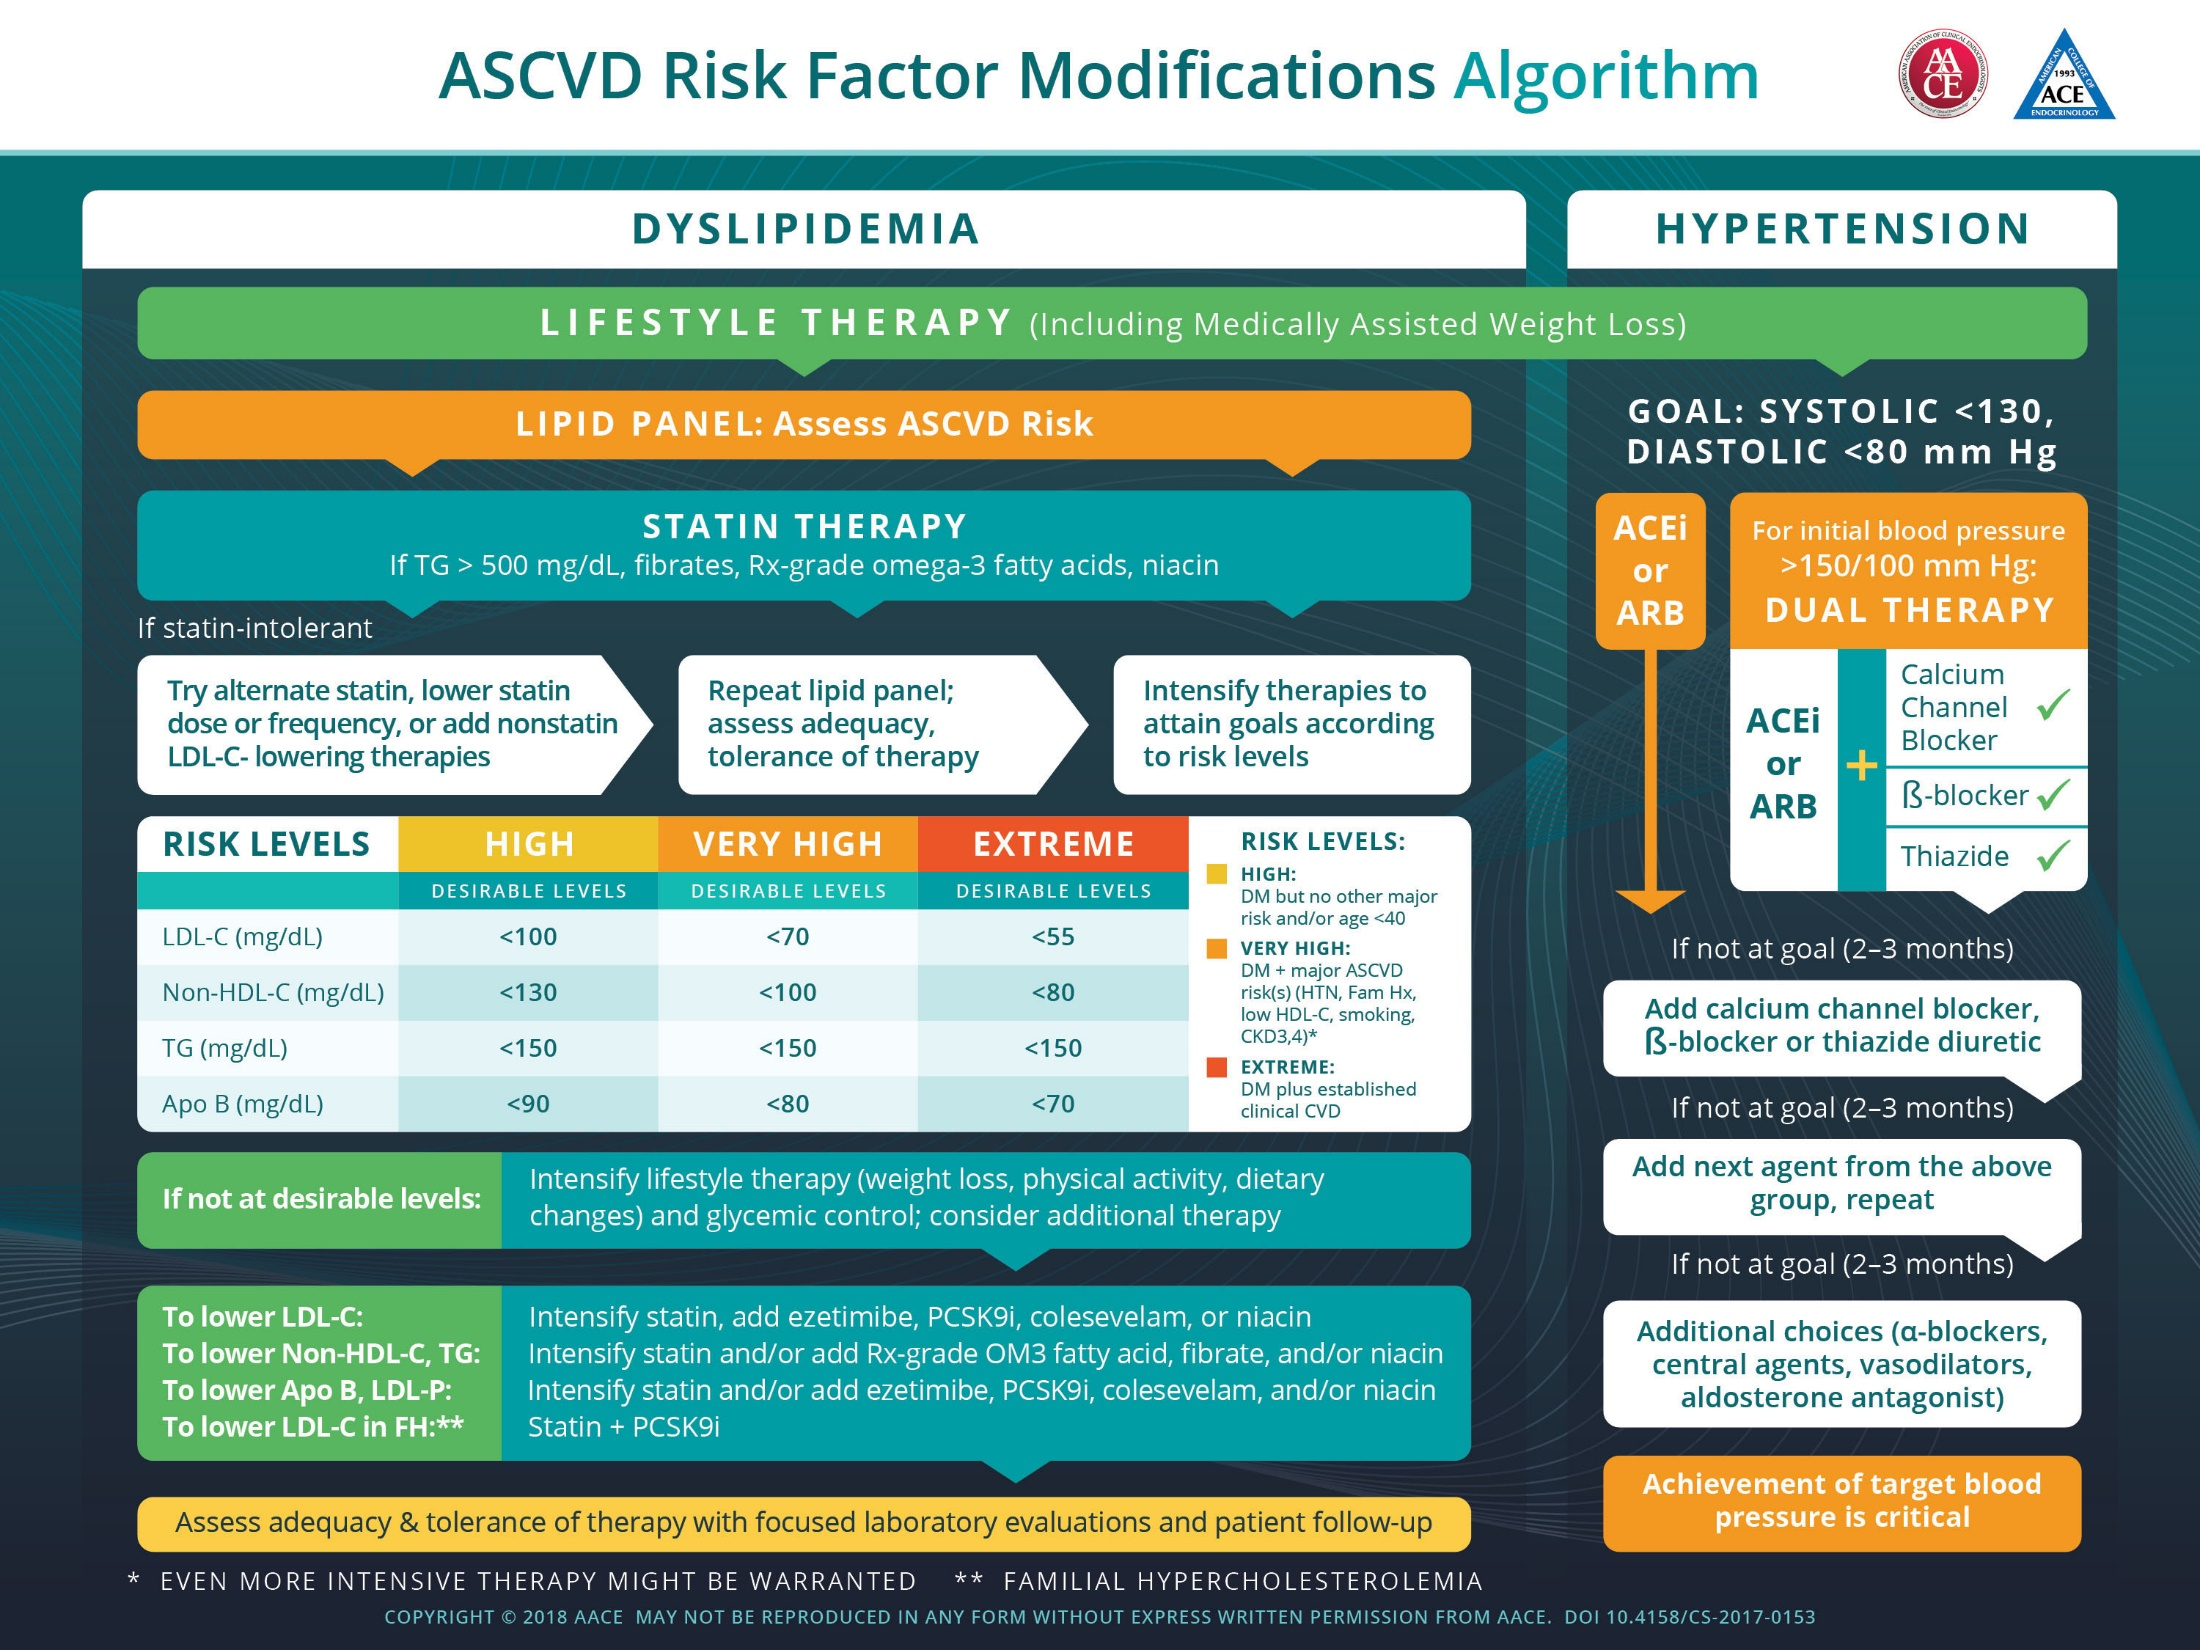 ASCVD Risk Factor Modifications Algorithm
AMERICAN ASSOCIATION OF CLINICAL ENDOCRINOLOGISTS
AA
CE
AMERICAN COLLEGE OF
1993
ACE
ENDOCRINOLOGY
DYSLIPIDEMIA
HYPERTENSION
LIFESTYLE THERAPY (Including Medically Assisted Weight Loss)
LIPID PANEL: Assess ASCVD Risk
STATIN THERAPY
If TG > 500 mg/dL, fibrates, Rx-grade omega-3 fatty acids, niacin
If statin-intolerant
Try alternate statin, lower statin
dose or frequency, or add nonstatin
LDL-C- lowering therapies
Repeat lipid panel;
assess adequacy,
tolerance of therapy
Intensify therapies to
attain goals according
to risk levels
RISK LEVELS HIGH VERY HIGH EXTREME
DESIRABLE LEVELS DESIRABLE LEVELS DESIRABLE LEVELS
LDL-C (mg/dL) <100 <70 <55
Non-HDL-C (mg/dL) <130 <100 <80
TG (mg/dL) <150 <150 <150
Apo B (mg/dL) <90 <80 <70
RISK LEVELS:
HIGH:
DM but no other major
risk and/or age <40
VERY HIGH:
DM + major ASCVD
risk(s) (HTN, Fam Hx,
low HDL-C, smoking,
CKD3,4)*
EXTREME:
DM plus established
clinical CVD
If not at desirable levels:
Intensify lifestyle therapy (weight loss, physical activity, dietary
changes) and glycemic control; consider additional therapy
To lower LDL-C: Intensify statin, add ezetimibe, PCSK9i, colesevelam, or niacin
To lower Non-HDL-C, TG: Intensify statin and/or add Rx-grade OM3 fatty acid, fibrate, and/or niacin
To lower Apo B, LDL-P: Intensify statin and/or add ezetimibe, PCSK9i, colesevelam, and/or niacin
To lower LDL-C in FH:** Statin + PCSK9i
Assess adequacy & tolerance of therapy with focused laboratory evaluations and patient follow-up
GOAL: SYSTOLIC <130,
DIASTOLIC <80 mm Hg
ACEi
or
ARB
For initial blood pressure
>150/100 mm Hg:
DUAL THERAPY
ACEi
or
ARB
+
Calcium
Channel
Blocker ✓
ß-blocker ✓
Thiazide ✓
If not at goal (2–3 months)
Add calcium channel blocker,
ß-blocker or thiazide diuretic
If not at goal (2–3 months)
Add next agent from the above
group, repeat
If not at goal (2–3 months)
Additional choices (α-blockers,
central agents, vasodilators,
aldosterone antagonist)
Achievement of target blood
pressure is critical
* EVEN MORE INTENSIVE THERAPY MIGHT BE WARRANTED ** FAMILIAL HYPERCHOLESTEROLEMIA
COPYRIGHT © 2018 AACE MAY NOT BE REPRODUCED IN ANY FORM WITHOUT EXPRESS WRITTEN PERMISSION FROM AACE. DOI 10.4158/CS-2017-0153